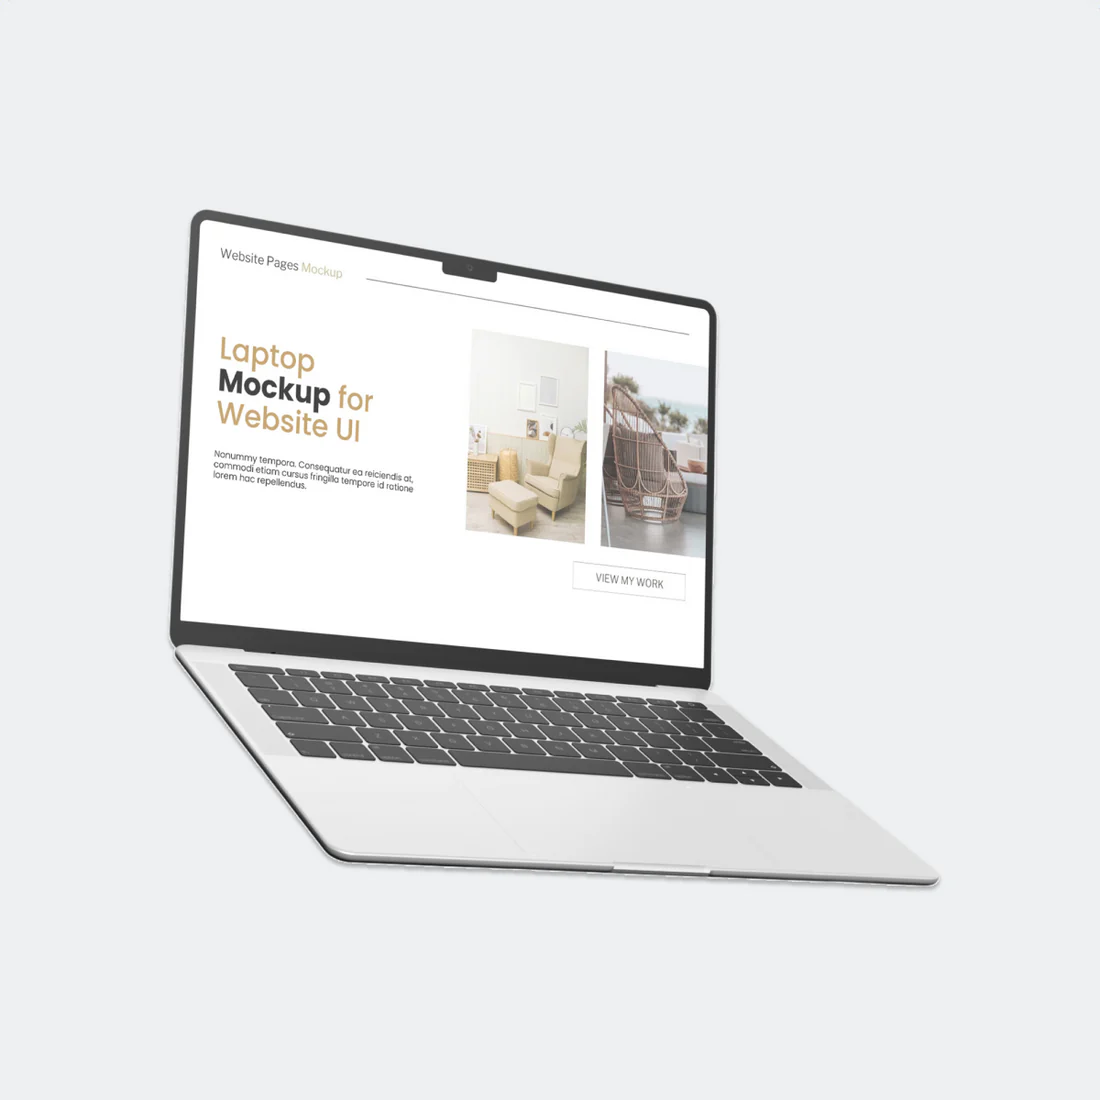 Website Pages Mockup
Laptop
Mockup for
Website UI
Nonummy tempora. Consequatur ea reiciendis at,
commodi etiam cursus fringilla tempore id ratione
lorem hac repellendus.
VIEW MY WORK